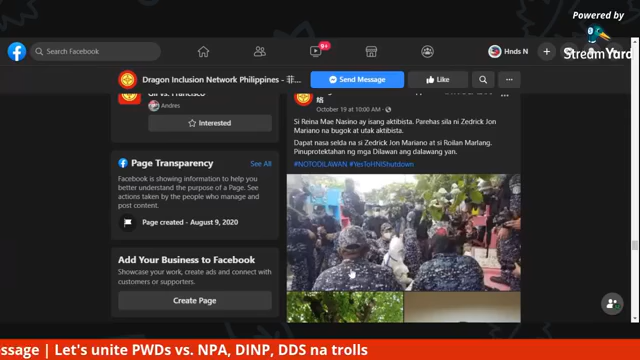 Powered by
StreamYard
Search Facebook
9+
Hnds N
Dragon Inclusion Network Philippines - 菲...
Send Message
Like
Gil vs. Francisco
Andres
Interested
Page Transparency
See All
Facebook is showing information to help you better understand the purpose of a Page. See actions taken by the people who manage and post content.
Page created - August 9, 2020
Add Your Business to Facebook
Showcase your work, create ads and connect with customers or supporters.
Create Page
October 19 at 10:00 AM
Si Reina Mae Nasino ay isang aktibista. Parehas sila ni Zedrick Jon
Mariano na bugok at utak aktibista.
Dapat nasa selda na si Zedrick Jon Mariano at si Roilan Marlang.
Pinuprotektahan ng mga Dilawan ang dalawang yan.
#NOTODILAWAN #YesToHNIShutdown
ssage | Let's unite PWDs vs. NPA, DINP, DDS na trolls